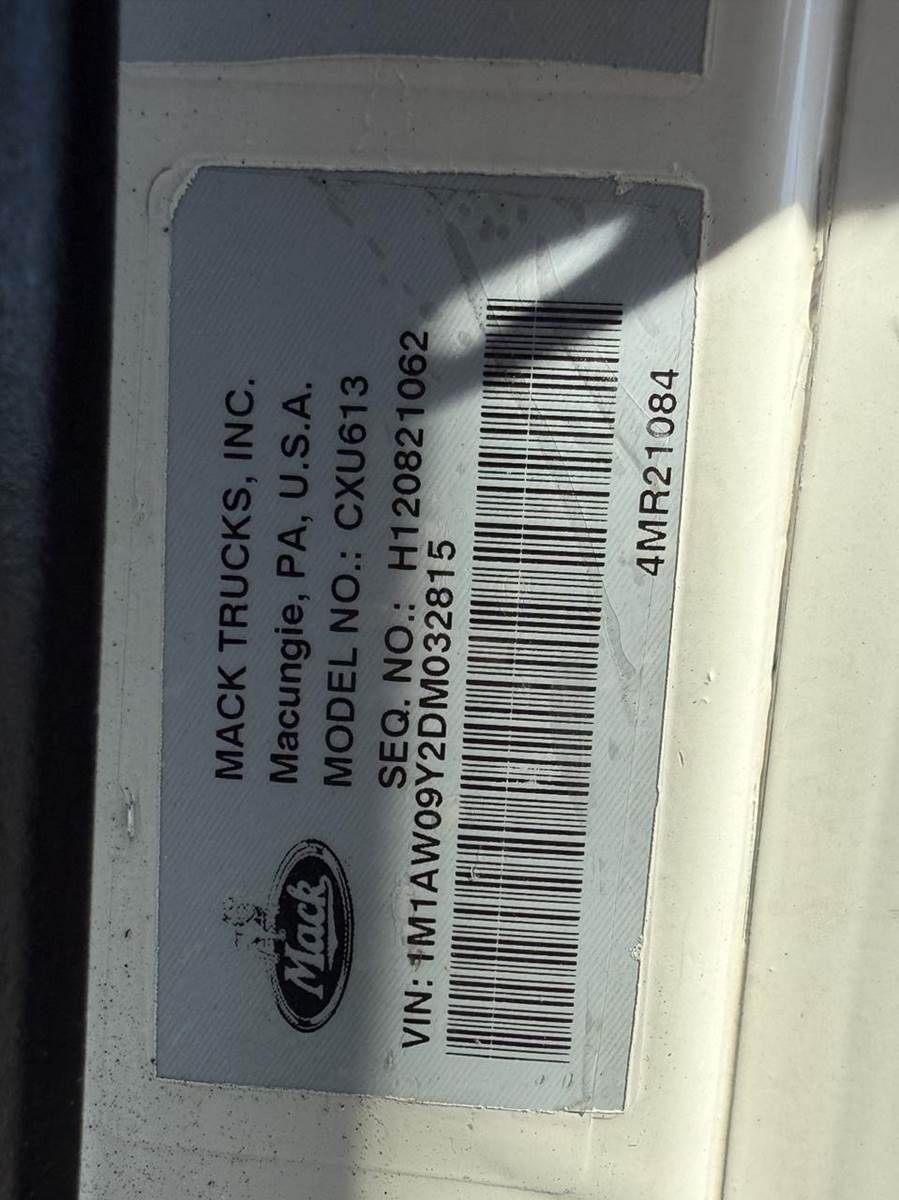 MACK TRUCKS, INC.
Macungie, PA, U.S.A.
MODEL NO.: CXU613
SEQ. NO.: H120821062
Mack
VIN: 1M1AW09Y2DM032815
4MR21084